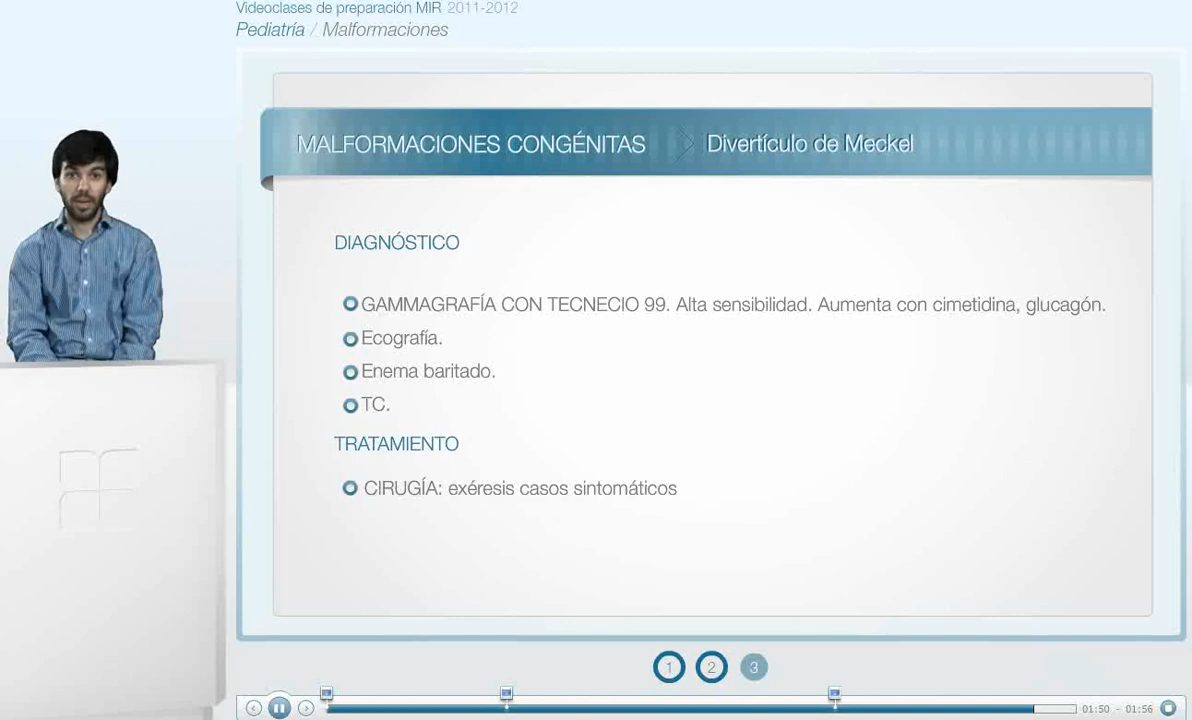 Videoclases de preparación MIR 2011-2012
Pediatría / Malformaciones
MALFORMACIONES CONGÉNITAS Divertículo de Meckel
DIAGNÓSTICO
GAMMAGRAFÍA CON TECNECIO 99. Alta sensibilidad. Aumenta con cimetidina, glucagón.
Ecografía.
Enema baritado.
TC.
TRATAMIENTO
CIRUGÍA: exéresis casos sintomáticos
1 2 3
01:50 - 01:56